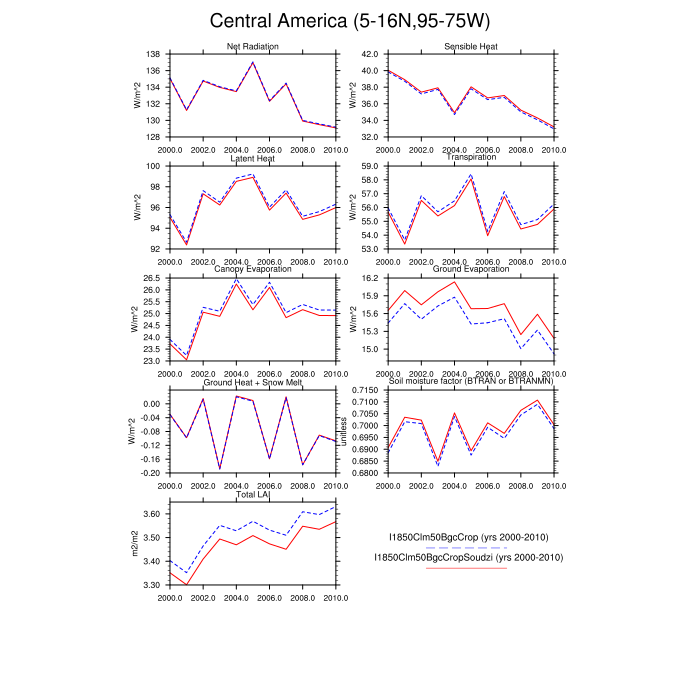 Central America (5-16N,95-75W)
Net Radiation
Sensible Heat
138
136
134
132
130
128
W/m^2
2000.0 2002.0 2004.0 2006.0 2008.0 2010.0
42.0
40.0
38.0
36.0
34.0
32.0
W/m^2
2000.0 2002.0 2004.0 2006.0 2008.0 2010.0
Latent Heat
Transpiration
100
98
96
94
92
W/m^2
2000.0 2002.0 2004.0 2006.0 2008.0 2010.0
59.0
58.0
57.0
56.0
55.0
54.0
53.0
W/m^2
2000.0 2002.0 2004.0 2006.0 2008.0 2010.0
Canopy Evaporation
Ground Evaporation
26.5
26.0
25.5
25.0
24.5
24.0
23.5
23.0
W/m^2
2000.0 2002.0 2004.0 2006.0 2008.0 2010.0
16.2
15.9
15.6
15.3
15.0
W/m^2
2000.0 2002.0 2004.0 2006.0 2008.0 2010.0
Ground Heat + Snow Melt
Soil moisture factor (BTRAN or BTRANMN)
0.00
-0.04
-0.08
-0.12
-0.16
-0.20
W/m^2
2000.0 2002.0 2004.0 2006.0 2008.0 2010.0
0.7150
0.7100
0.7050
0.7000
0.6950
0.6900
0.6850
0.6800
unitless
2000.0 2002.0 2004.0 2006.0 2008.0 2010.0
Total LAI
3.60
3.50
3.40
3.30
m2/m2
2000.0 2002.0 2004.0 2006.0 2008.0 2010.0
I1850Clm50BgcCrop (yrs 2000-2010)
I1850Clm50BgcCropSoudzi (yrs 2000-2010)